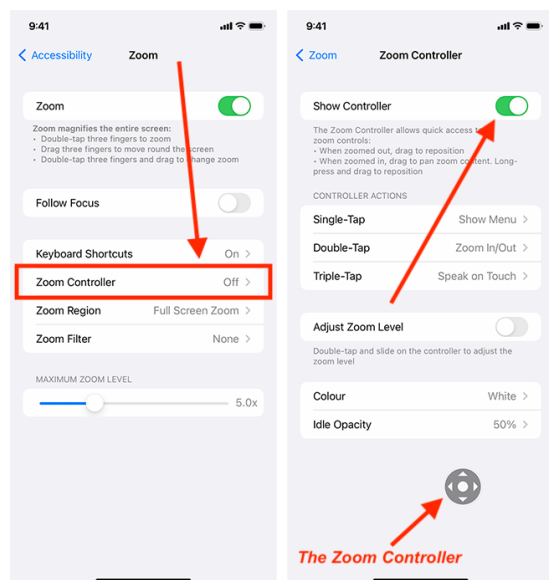 9:41
Accessibility
Zoom
Zoom
Zoom magnifies the entire screen:
• Double-tap three fingers to zoom
• Drag three fingers to move round the screen
• Double-tap three fingers and drag to change zoom
Follow Focus
Keyboard Shortcuts On
Zoom Controller Off
Zoom Region Full Screen Zoom
Zoom Filter None
MAXIMUM ZOOM LEVEL
5.0x
9:41
Zoom
Zoom Controller
Show Controller
The Zoom Controller allows quick access to
zoom controls:
• When zoomed out, drag to reposition
• When zoomed in, drag to pan zoom content. Long-
press and drag to reposition
CONTROLLER ACTIONS
Single-Tap Show Menu
Double-Tap Zoom In/Out
Triple-Tap Speak on Touch
Adjust Zoom Level
Double-tap and slide on the controller to adjust the
zoom level
Colour White
Idle Opacity 50%
The Zoom Controller